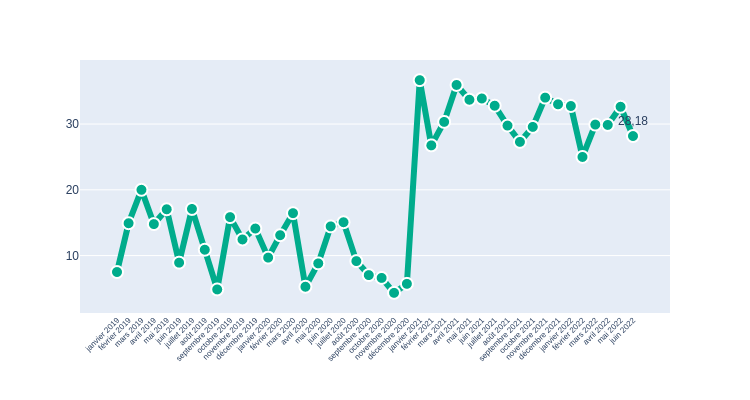 30
20
10
28,18
janvier 2019
février 2019
mars 2019
avril 2019
mai 2019
juin 2019
juillet 2019
août 2019
septembre 2019
octobre 2019
novembre 2019
décembre 2019
janvier 2020
février 2020
mars 2020
avril 2020
mai 2020
juin 2020
juillet 2020
août 2020
septembre 2020
octobre 2020
novembre 2020
décembre 2020
janvier 2021
février 2021
mars 2021
avril 2021
mai 2021
juin 2021
juillet 2021
août 2021
septembre 2021
octobre 2021
novembre 2021
décembre 2021
janvier 2022
février 2022
mars 2022
avril 2022
mai 2022
juin 2022